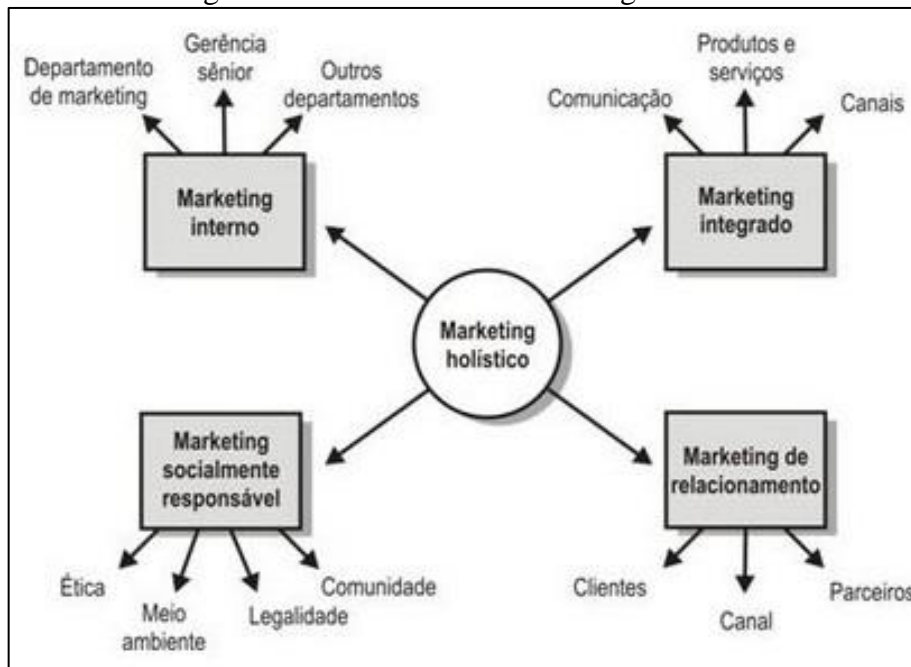 Gerência
sênior
Departamento
de marketing
Outros
departamentos
Marketing
interno
Produtos e
serviços
Comunicação
Canais
Marketing
integrado
Marketing
holístico
Marketing
socialmente
responsável
Ética
Meio
ambiente
Legalidade
Comunidade
Marketing de
relacionamento
Clientes
Canal
Parceiros